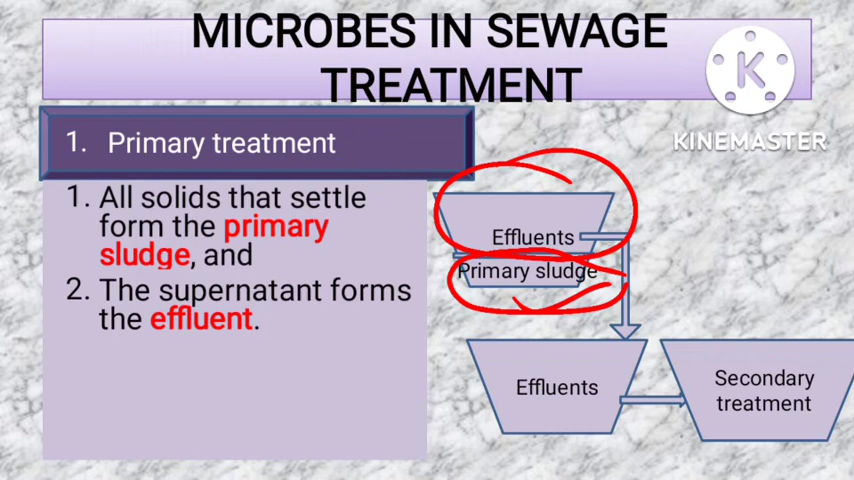 MICROBES IN SEWAGE
TREATMENT
K
KINEMASTER
1. Primary treatment
1. All solids that settle
form the primary
sludge, and
2. The supernatant forms
the effluent.
Effluents
Primary sludge
Effluents
Secondary
treatment